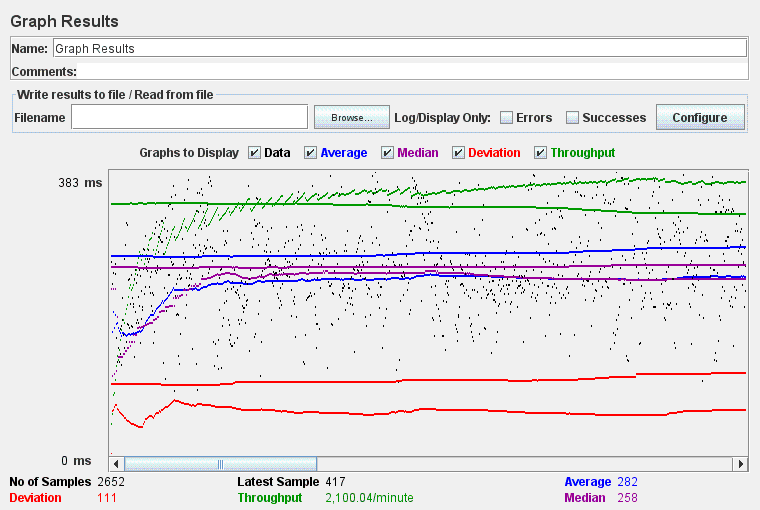 Graph Results
Name: Graph Results
Comments:
Write results to file / Read from file
Filename Browse... Log/Display Only: Errors Successes Configure
Graphs to Display Data Average Median Deviation Throughput
383 ms
0 ms
No of Samples 2652 Latest Sample 417 Average 282
Deviation 111 Throughput 2,100.04/minute Median 258